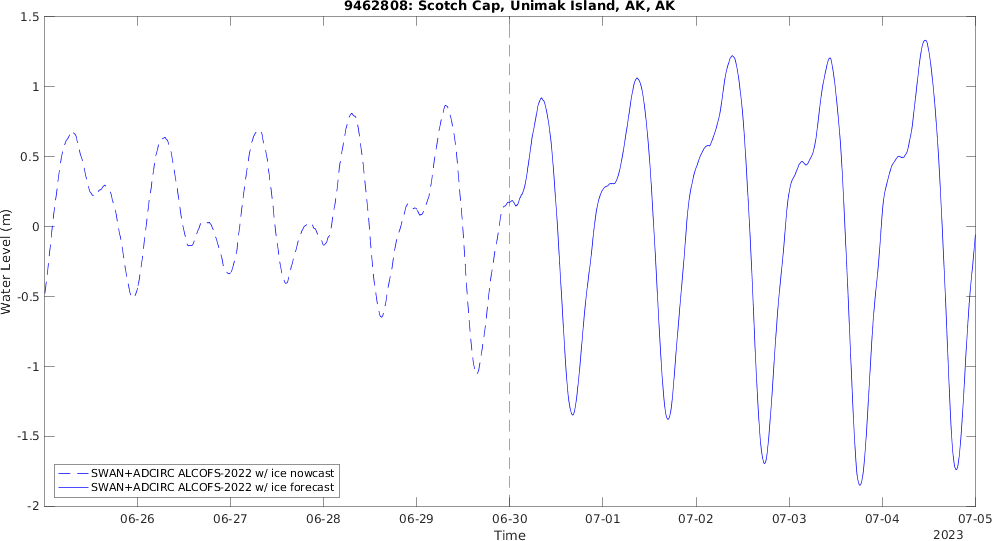 9462808: Scotch Cap, Unimak Island, AK, AK
1.5
1
0.5
0
-0.5
-1
-1.5
-2
Water Level (m)
SWAN+ADCIRC ALCOFS-2022 w/ ice nowcast
SWAN+ADCIRC ALCOFS-2022 w/ ice forecast
06-26 06-27 06-28 06-29 06-30 07-01 07-02 07-03 07-04 07-05
Time
2023